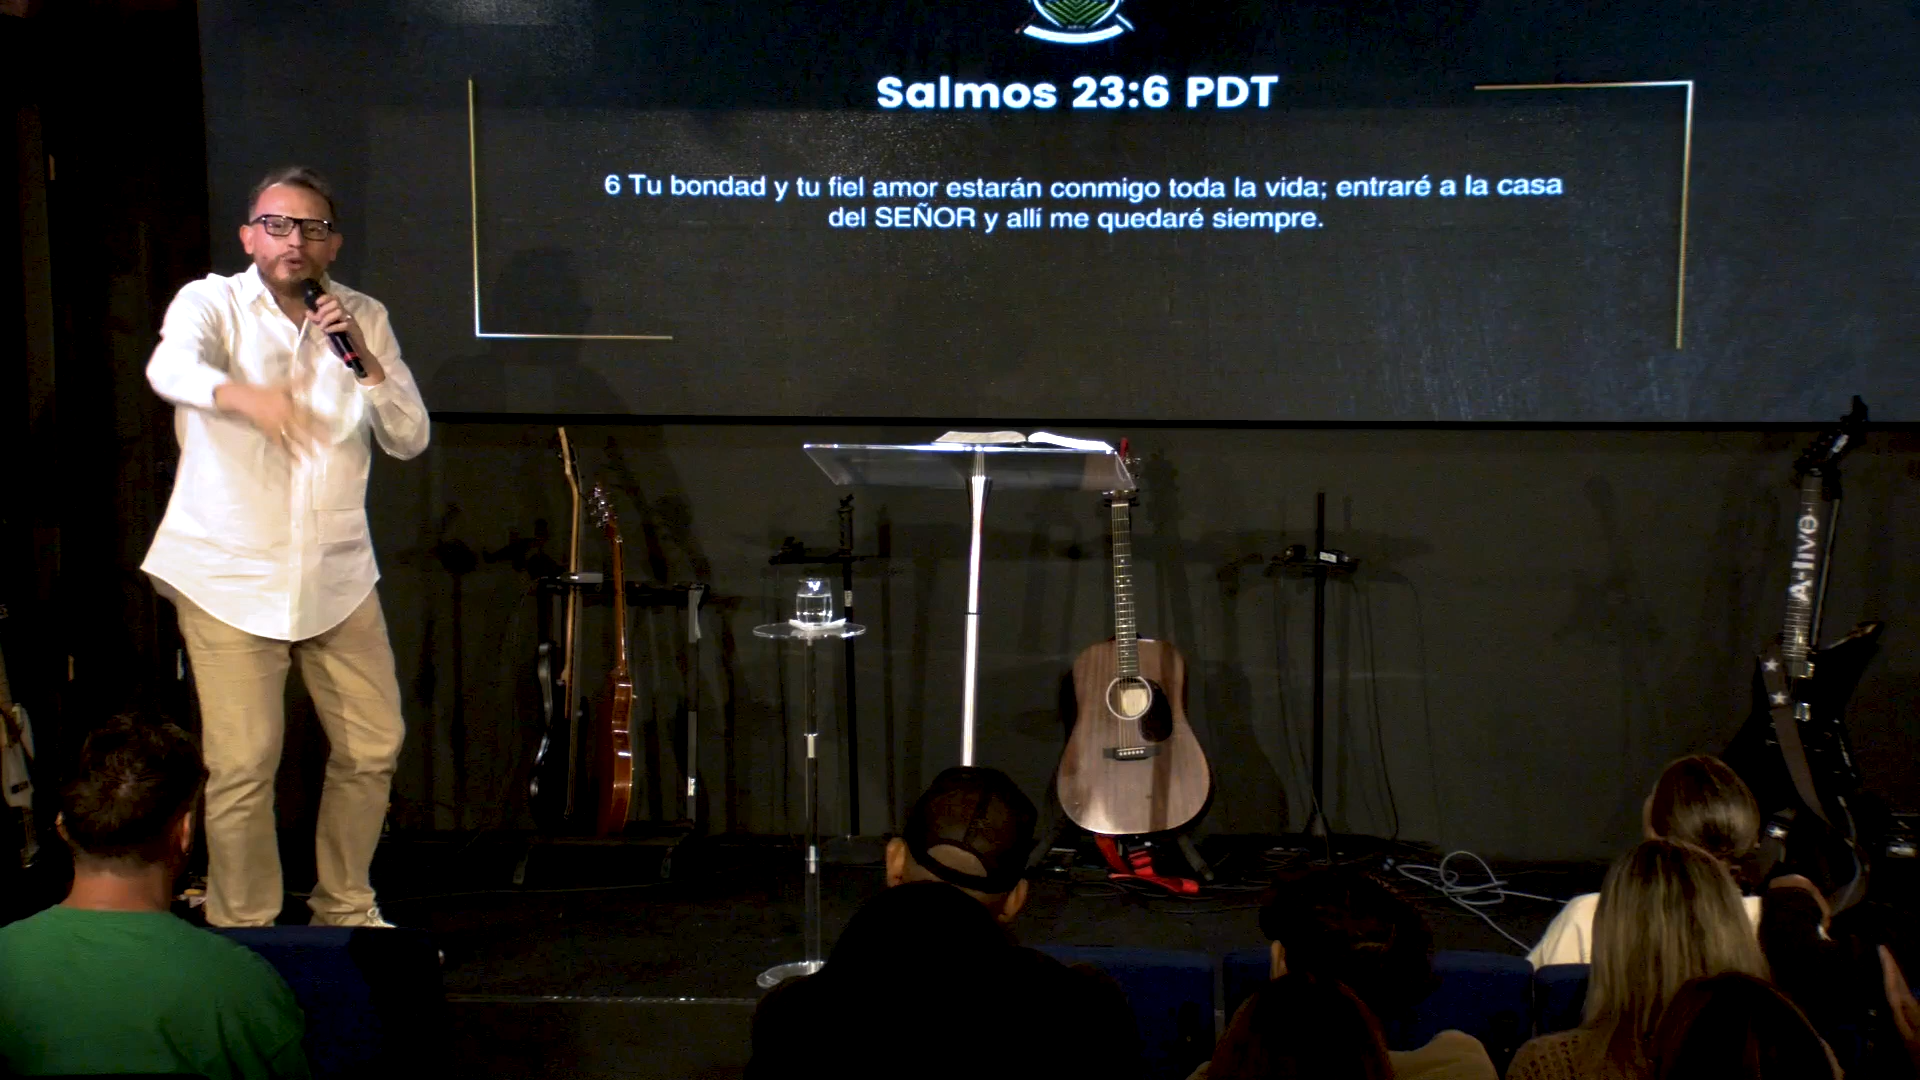 Salmos 23:6 PDT
6 Tu bondad y tu fiel amor estarán conmigo toda la vida; entraré a la casa
del SEÑOR y allí me quedaré siempre.
A-live